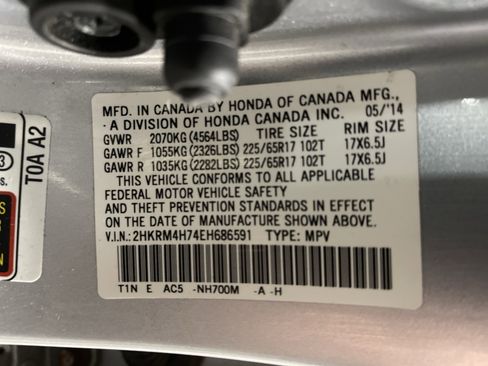 MFD. IN CANADA BY HONDA OF CANADA MFG.,
- A DIVISION OF HONDA CANADA INC. 05/'14
GVWR 2070KG(4564LBS) TIRE SIZE RIM SIZE
GAWR F 1055KG(2326LBS) 225/65R17 102T 17X6.5J
GAWR R 1035KG(2282LBS) 225/65R17 102T 17X6.5J
THIS VEHICLE CONFORMS TO ALL APPLICABLE
FEDERAL MOTOR VEHICLE SAFETY
AND THEFT PREVENTION STANDARDS IN EFFECT
ON THE DATE OF MANUFACTURE SHOWN ABOVE.
V.I.N.: 2HKRM4H74EH686591 TYPE: MPV
T1N E AC5 -NH700M -A -H
T0A A2
3
s.